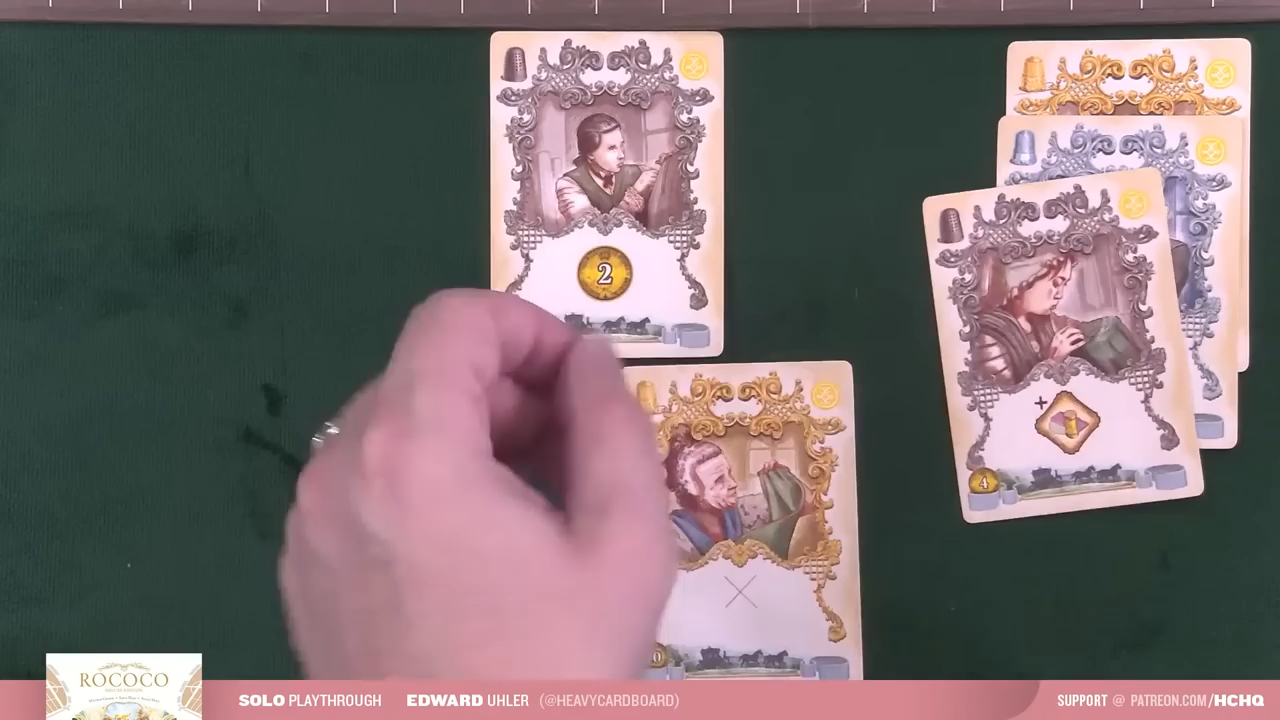 2
4
ROCOCO
SOLO PLAYTHROUGH EDWARD UHLER (@HEAVYCARDBOARD) SUPPORT @ PATREON.COM/HCHQ